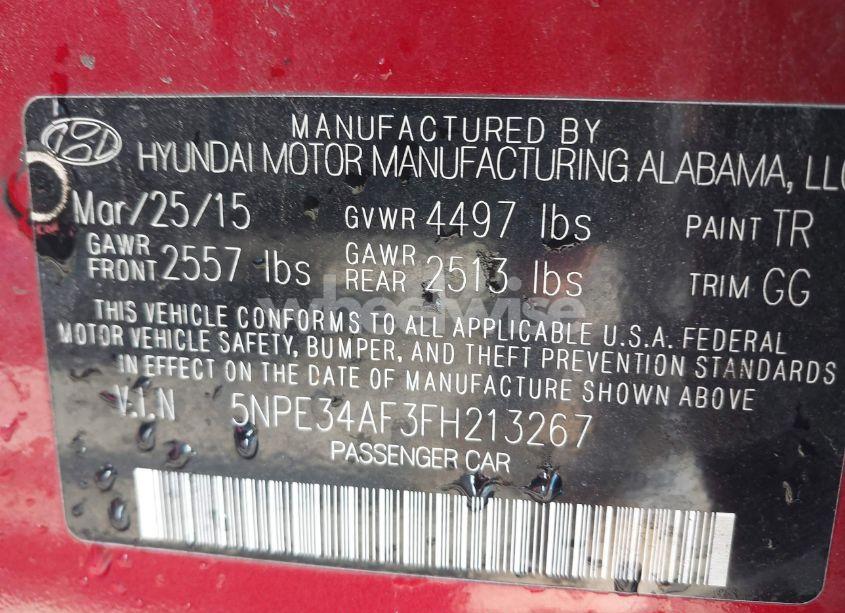 MANUFACTURED BY
HYUNDAI MOTOR MANUFACTURING ALABAMA, LLC
Mar/25/15 GVWR 4497 lbs PAINT TR
GAWR FRONT 2557 lbs GAWR REAR 2513 lbs TRIM GG
wheelwise
THIS VEHICLE CONFORMS TO ALL APPLICABLE U.S.A. FEDERAL
MOTOR VEHICLE SAFETY, BUMPER, AND THEFT PREVENTION STANDARDS
IN EFFECT ON THE DATE OF MANUFACTURE SHOWN ABOVE
V.I.N 5NPE34AF3FH213267
PASSENGER CAR